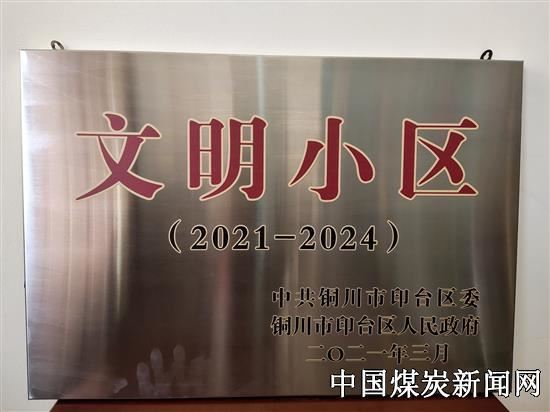 文明小区
（2021-2024）
中共铜川市印台区委
铜川市印台区人民政府
二〇二一年三月
中国煤炭新闻网